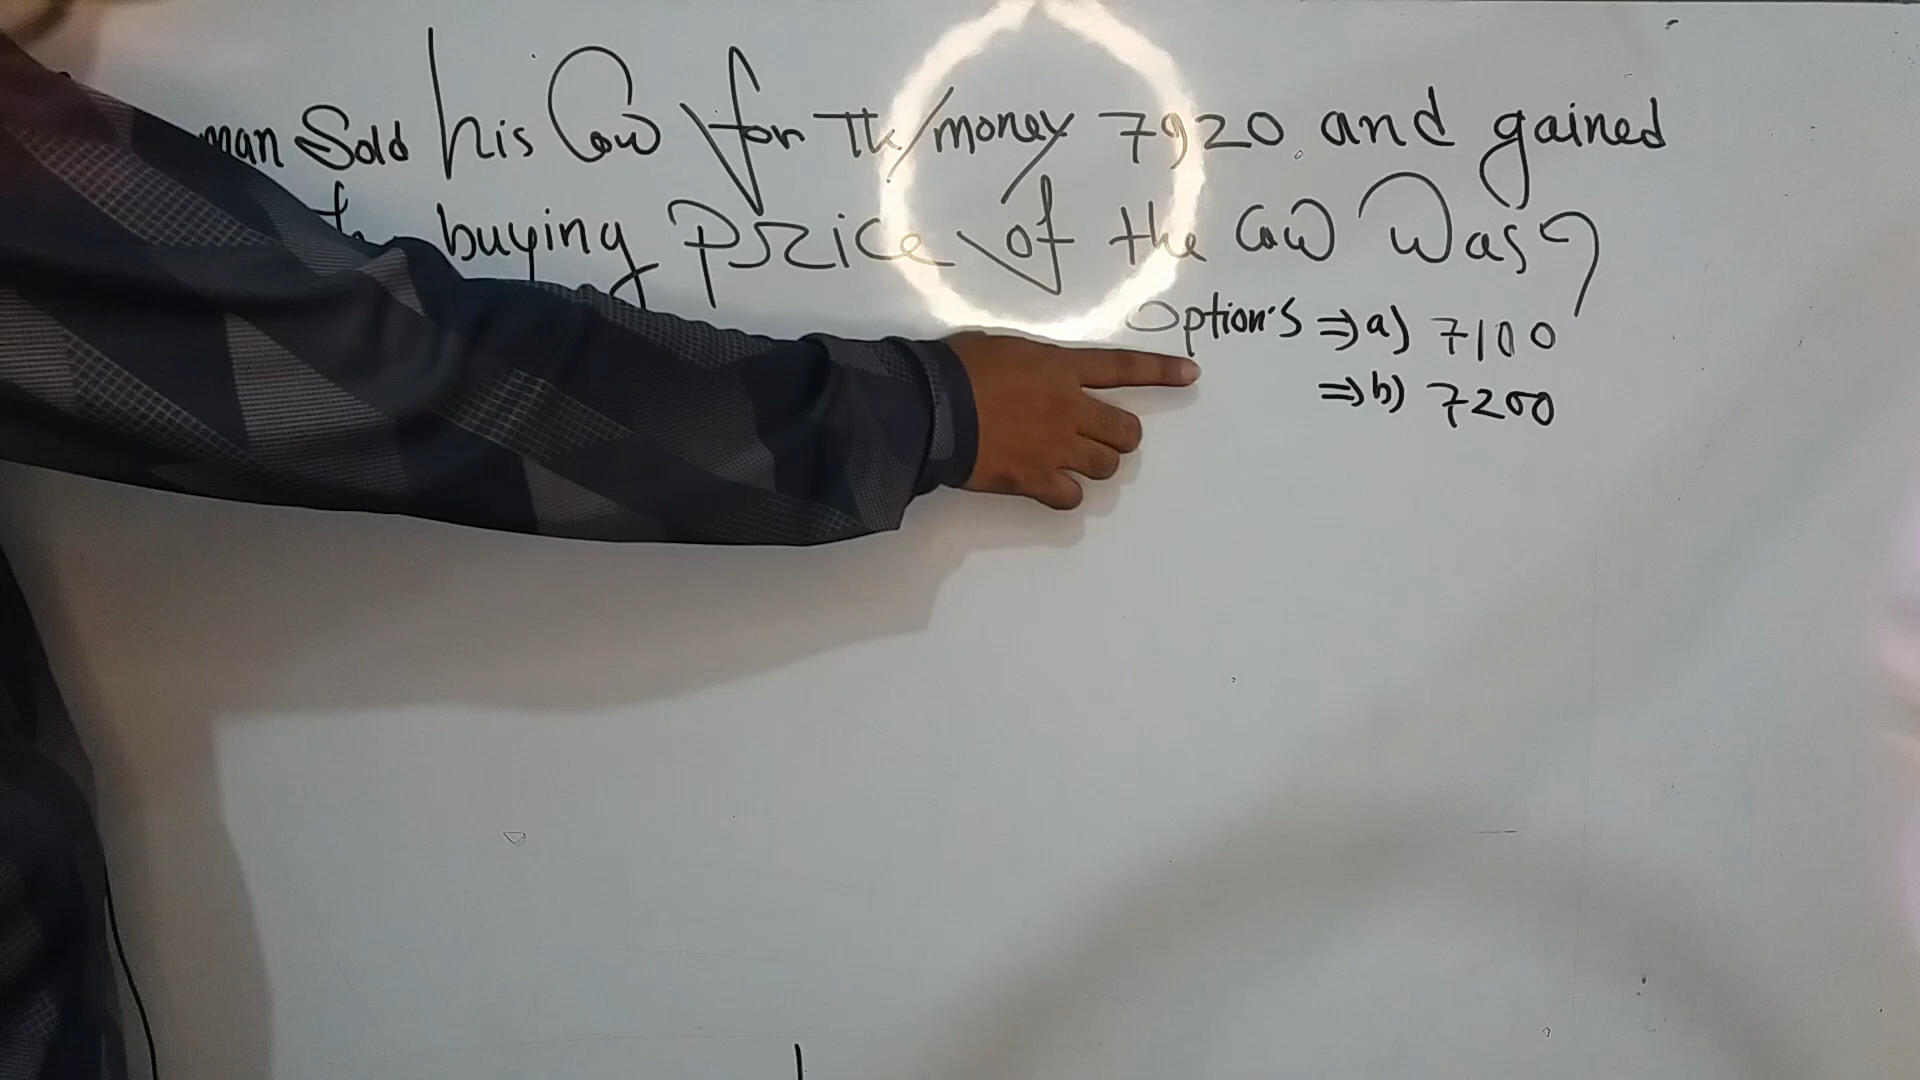 man Sold his Cow for Tk/money 7920. and gained
buying price of the Cow Was?
Option's ⇒ a) 7100
⇒ b) 7200